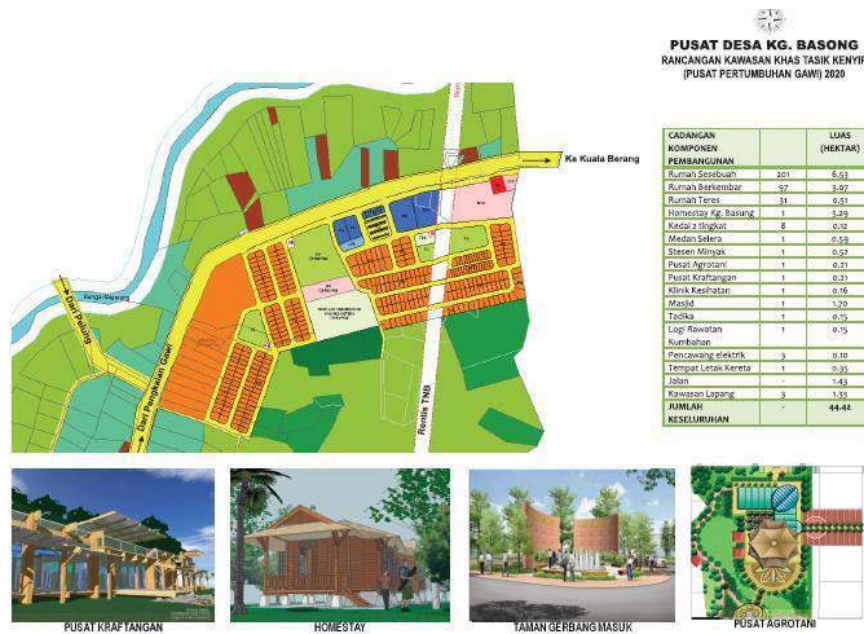 PUSAT DESA KG. BASONG
RANCANGAN KAWASAN KHAS TASIK KENYIR
(PUSAT PERTUMBUHAN GAWI) 2020
CADANGAN KOMPONEN PEMBANGUNAN LUAS (HEKTAR)
Rumah Sesebuah 201 6.53
Rumah Berkembar 97 3.07
Rumah Teres 31 0.51
Homestay Kg. Basung 1 5.29
Kedai 2 tingkat 8 0.12
Medan Selera 1 0.59
Stesen Minyak 1 0.52
Pusat Agrotani 1 0.21
Pusat Kraftangan 1 0.21
Klinik Kesihatan 1 0.16
Masjid 1 1.70
Tadika 1 0.15
Logi Rawatan Kumbahan 1 0.15
Pencawang elektrik 3 0.10
Tempat Letak Kereta 1 0.35
Jalan - 1.43
Kawasan Lapang 3 1.33
JUMLAH KESELURUHAN - 44.42
Ke Kuala Berang
Dari Peneng
Dari Pengkalan Gawi
Rentis TNB
PUSAT KRAFTANGAN
HOMESTAY
TAMAN GERBANG MASUK
PUSAT AGROTANI